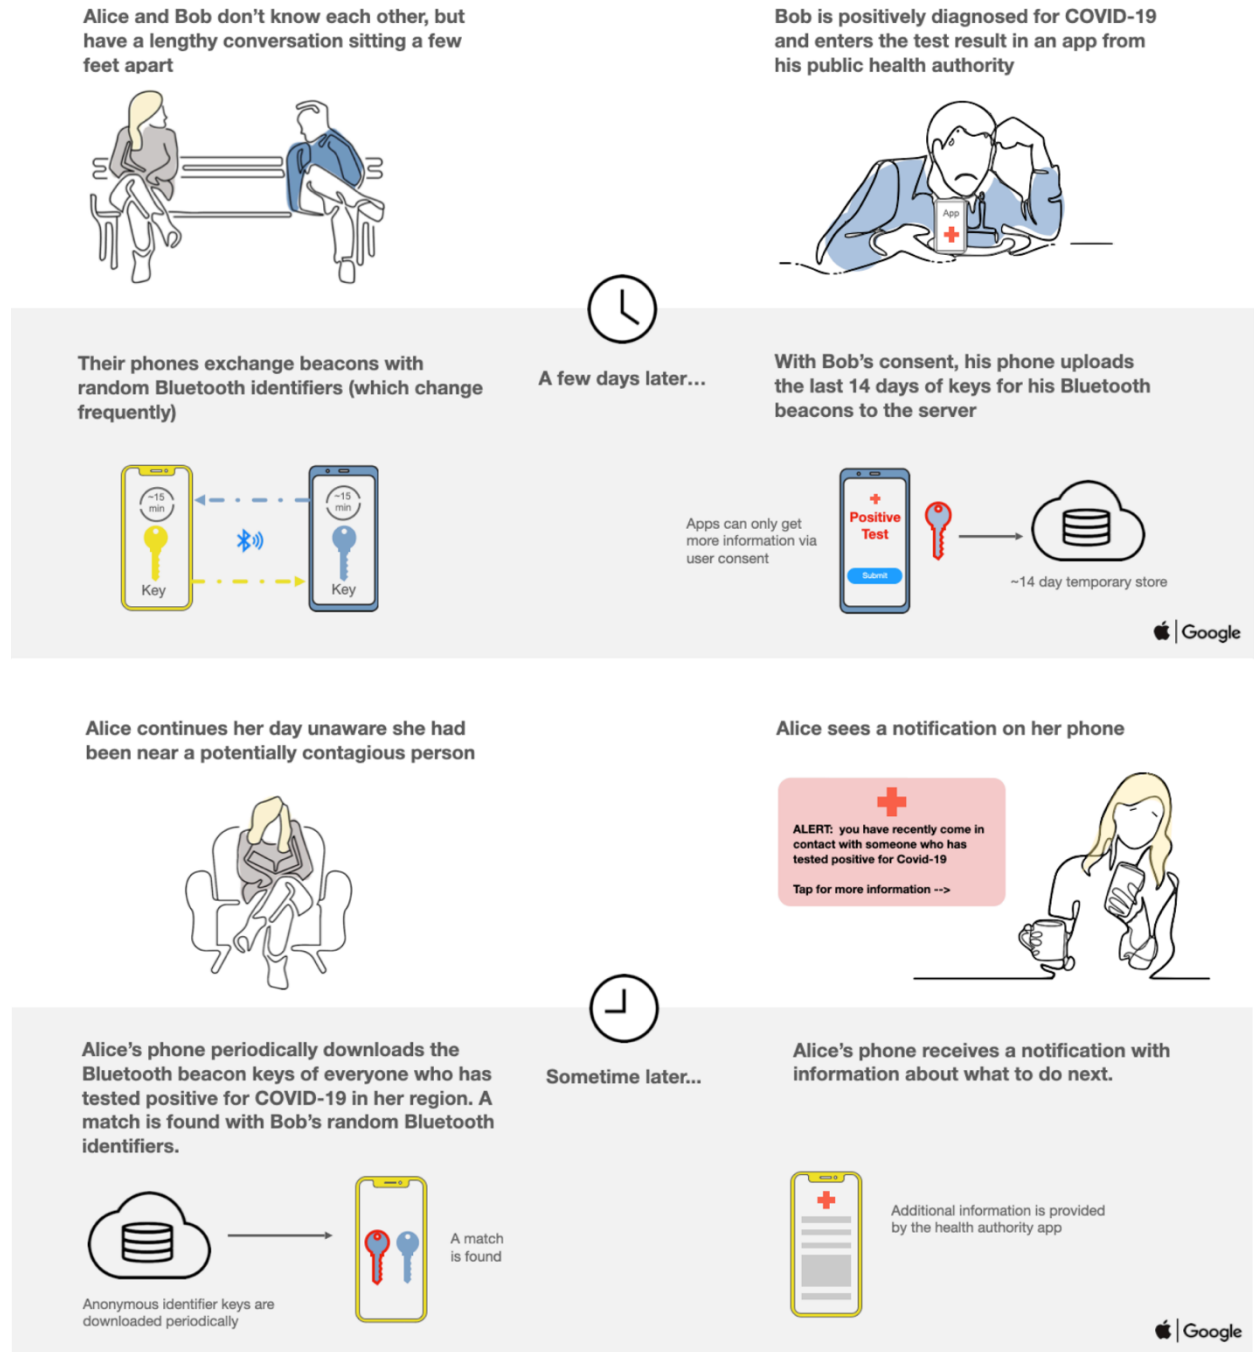 Alice and Bob don't know each other, but
have a lengthy conversation sitting a few
feet apart
Bob is positively diagnosed for COVID-19
and enters the test result in an app from
his public health authority
App
Their phones exchange beacons with
random Bluetooth identifiers (which change
frequently)
~15
min
Key
~15
min
Key
A few days later…
With Bob's consent, his phone uploads
the last 14 days of keys for his Bluetooth
beacons to the server
Apps can only get
more information via
user consent
Positive
Test
Submit
~14 day temporary store
Google
Alice continues her day unaware she had
been near a potentially contagious person
Alice sees a notification on her phone
ALERT: you have recently come in
contact with someone who has
tested positive for Covid-19
Tap for more information -->
Alice's phone periodically downloads the
Bluetooth beacon keys of everyone who has
tested positive for COVID-19 in her region. A
match is found with Bob's random Bluetooth
identifiers.
Anonymous identifier keys are
downloaded periodically
A match
is found
Sometime later...
Alice's phone receives a notification with
information about what to do next.
Additional information is provided
by the health authority app
Google